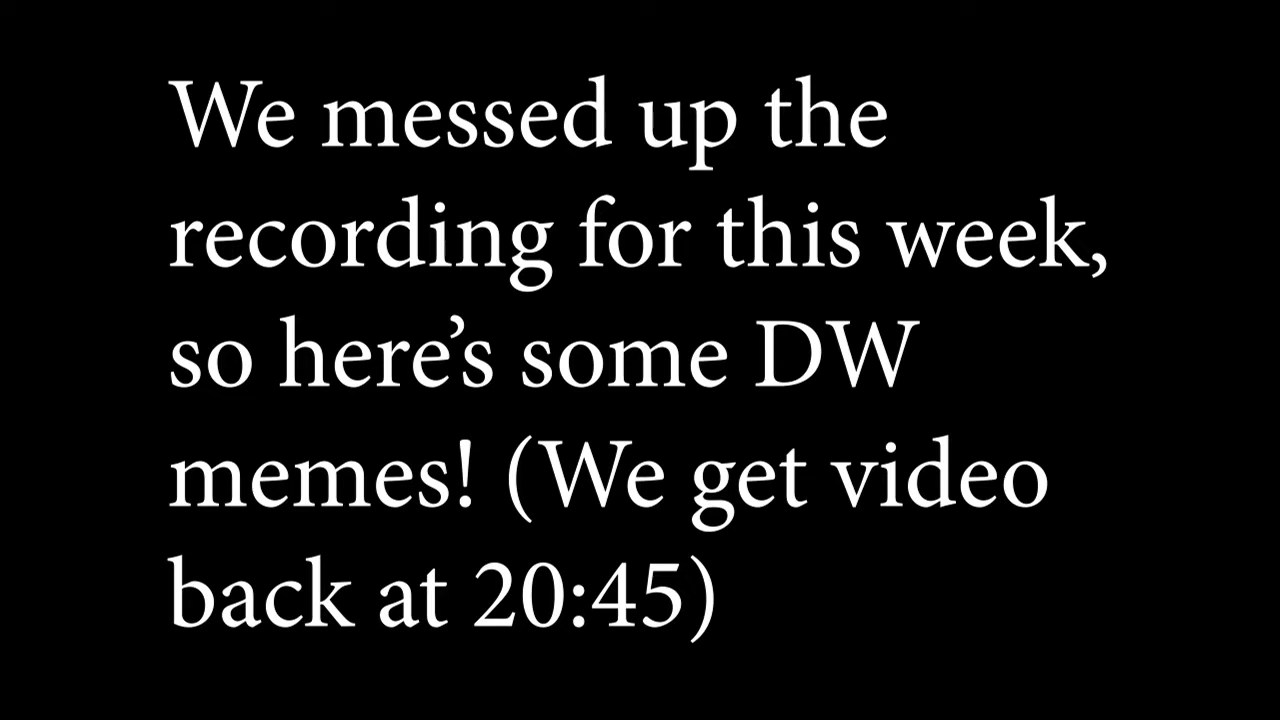 We messed up the
recording for this week,
so here’s some DW
memes! (We get video
back at 20:45)